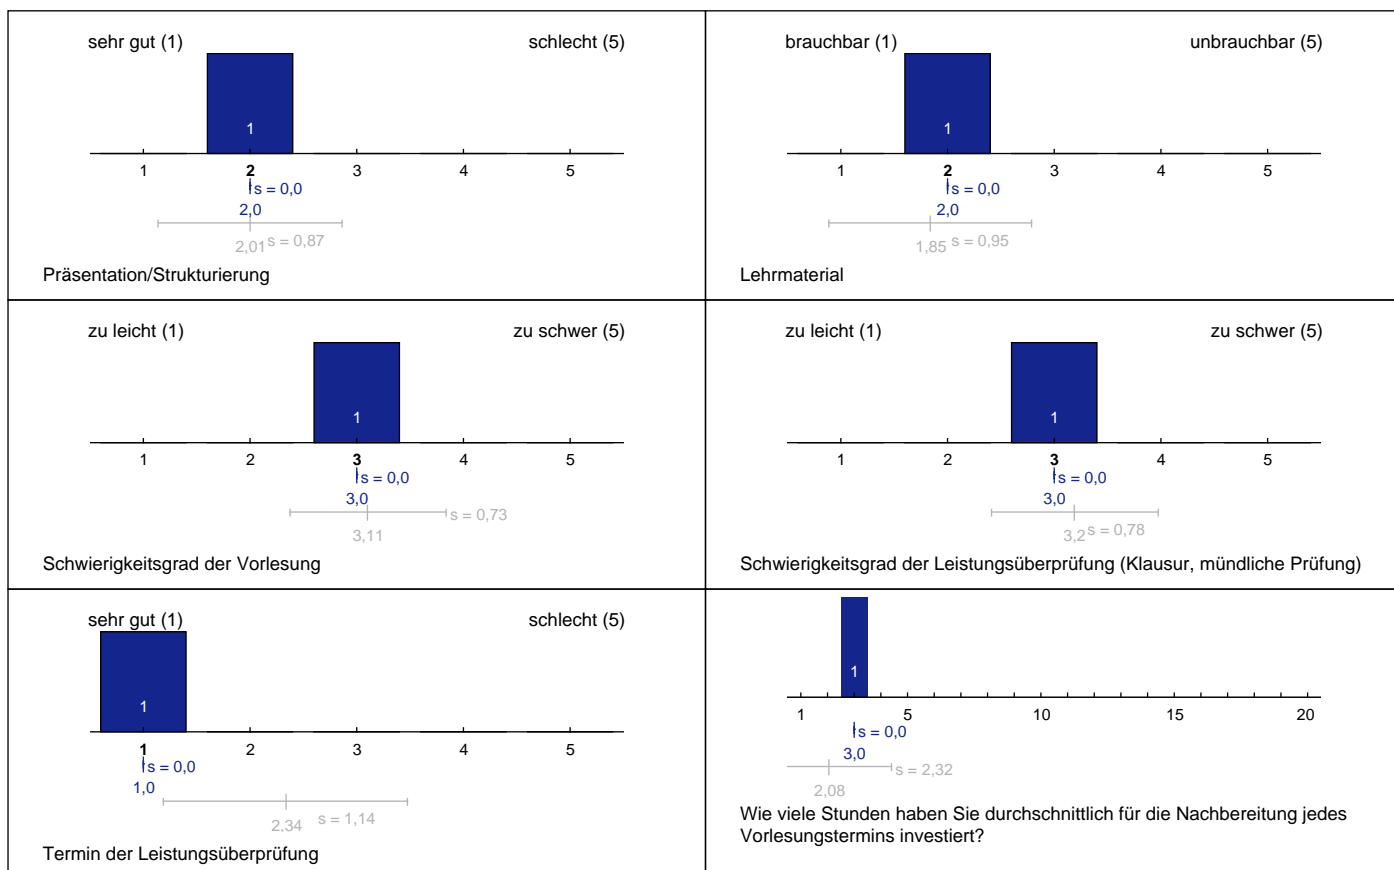 sehr gut (1) schlecht (5)
1
1 2 3 4 5
s = 0,0
2,0
2,01 s = 0,87
Präsentation/Strukturierung
brauchbar (1) unbrauchbar (5)
1
1 2 3 4 5
s = 0,0
2,0
1,85 s = 0,95
Lehrmaterial
zu leicht (1) zu schwer (5)
1
1 2 3 4 5
s = 0,0
3,0
s = 0,73
3,11
Schwierigkeitsgrad der Vorlesung
zu leicht (1) zu schwer (5)
1
1 2 3 4 5
s = 0,0
3,0
3,2 s = 0,78
Schwierigkeitsgrad der Leistungsüberprüfung (Klausur, mündliche Prüfung)
sehr gut (1) schlecht (5)
1
1 2 3 4 5
s = 0,0
1,0
2,34 s = 1,14
Termin der Leistungsüberprüfung
1
1 5 10 15 20
s = 0,0
3,0
s = 2,32
2,08
Wie viele Stunden haben Sie durchschnittlich für die Nachbereitung jedes
Vorlesungstermins investiert?